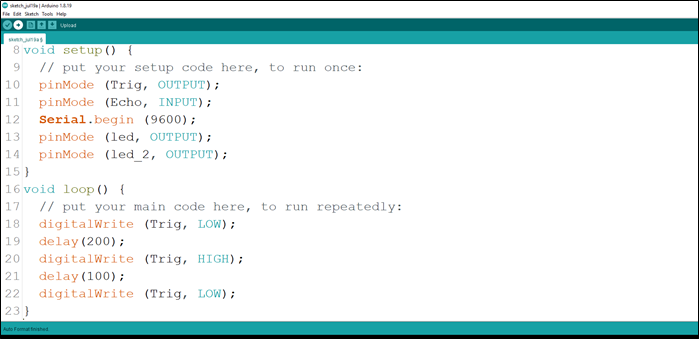 sketch_jul19a | Arduino 1.8.19
File Edit Sketch Tools Help
Upload
sketch_jul19a §
8 void setup() {
9 // put your setup code here, to run once:
10 pinMode (Trig, OUTPUT);
11 pinMode (Echo, INPUT);
12 Serial.begin (9600);
13 pinMode (led, OUTPUT);
14 pinMode (led_2, OUTPUT);
15 }
16 void loop() {
17 // put your main code here, to run repeatedly:
18 digitalWrite (Trig, LOW);
19 delay(200);
20 digitalWrite (Trig, HIGH);
21 delay(100);
22 digitalWrite (Trig, LOW);
23 }
Auto Format finished.